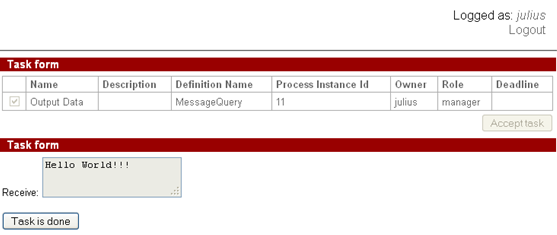 Logged as: julius
Logout
Task form
Name Description Definition Name Process Instance Id Owner Role Deadline
Output Data MessageQuery 11 julius manager
Accept task
Task form
Hello World!!!
Receive:
Task is done